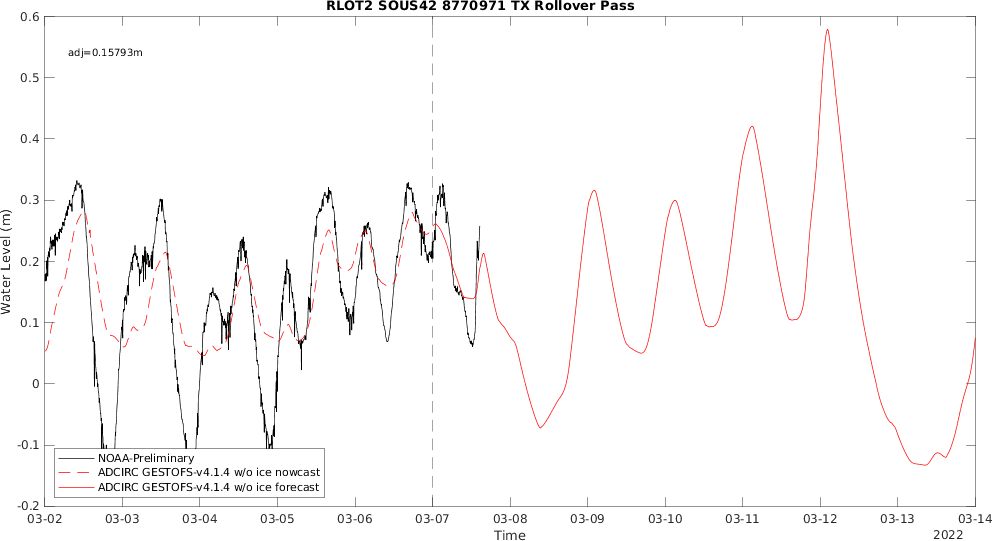 RLOT2 SOUS42 8770971 TX Rollover Pass
adj=0.15793m
0.6
0.5
0.4
0.3
0.2
0.1
0
-0.1
-0.2
Water Level (m)
NOAA-Preliminary
ADCIRC GESTOFS-v4.1.4 w/o ice nowcast
ADCIRC GESTOFS-v4.1.4 w/o ice forecast
03-02 03-03 03-04 03-05 03-06 03-07 03-08 03-09 03-10 03-11 03-12 03-13 03-14
Time
2022